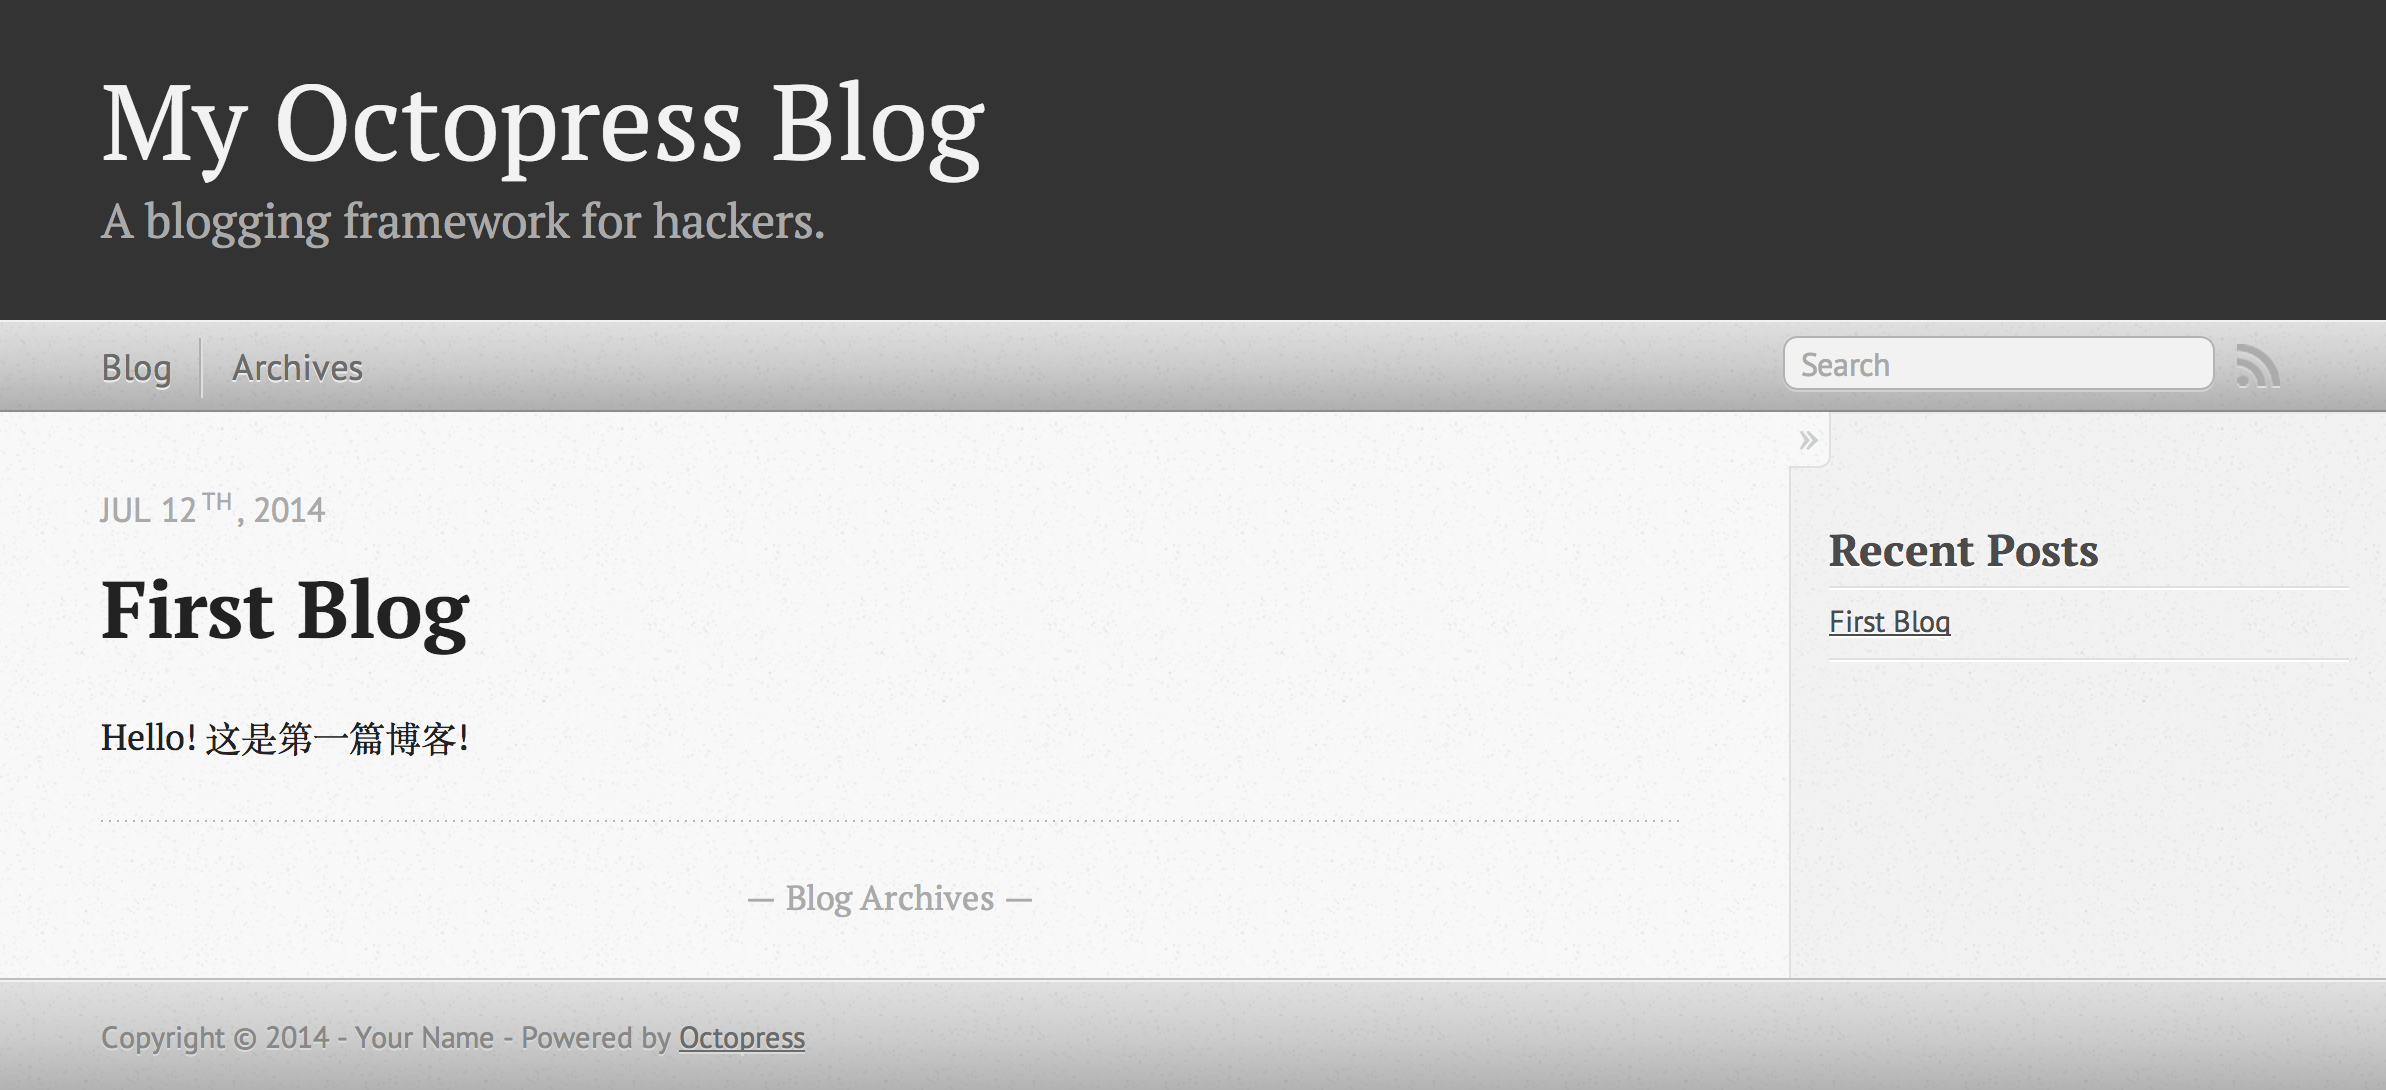 My Octopress Blog
A blogging framework for hackers.
Blog
Archives
Search
»
JUL 12TH, 2014
First Blog
Hello! 这是第一篇博客!
— Blog Archives —
Recent Posts
First Blog
Copyright © 2014 - Your Name - Powered by Octopress